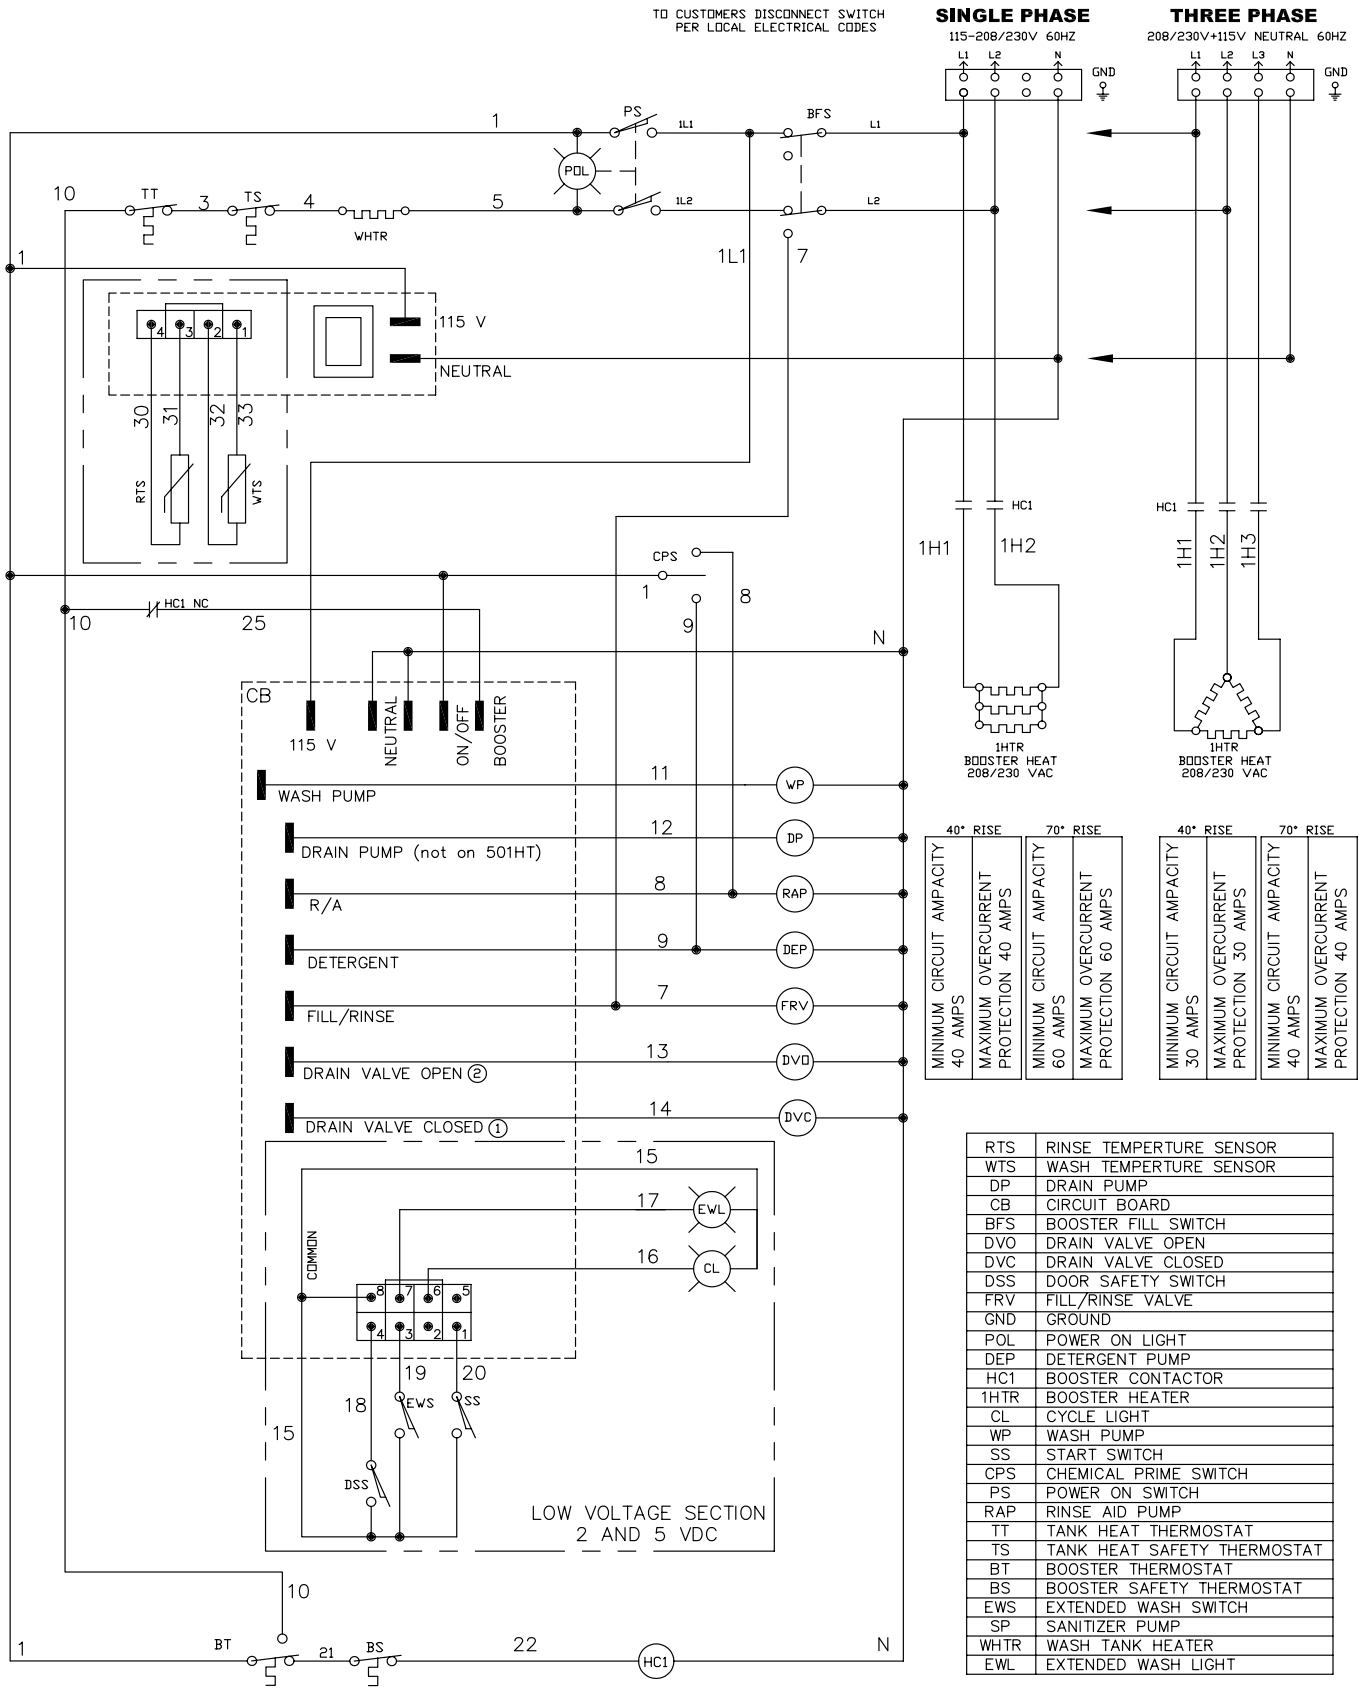 TO CUSTOMERS DISCONNECT SWITCH
PER LOCAL ELECTRICAL CODES
SINGLE PHASE
115-208/230V 60HZ
THREE PHASE
208/230V+115V NEUTRAL 60HZ
L1 L2 N
GND
L1 L2 L3 N
GND
1
PS
1L1
BFS
L1
POL
10
TT
3
TS
4
WHTR
5
1L2
L2
1
1L1
7
4 3 2 1
115 V
NEUTRAL
30
31
32
33
RTS
WTS
HC1
HC1
1H1
1H2
1H1
1H2
1H3
CPS
1
8
9
10
HC1 NC
25
N
CB
115 V
NEUTRAL
ON/OFF
BOOSTER
1HTR
BOOSTER HEAT
208/230 VAC
1HTR
BOOSTER HEAT
208/230 VAC
WASH PUMP
11
WP
DRAIN PUMP (not on 501HT)
12
DP
R/A
8
RAP
DETERGENT
9
DEP
FILL/RINSE
7
FRV
DRAIN VALVE OPEN 2
13
DVO
DRAIN VALVE CLOSED 1
14
DVC
40° RISE
MINIMUM CIRCUIT AMPACITY
40 AMPS
MAXIMUM OVERCURRENT
PROTECTION 40 AMPS
70° RISE
MINIMUM CIRCUIT AMPACITY
60 AMPS
MAXIMUM OVERCURRENT
PROTECTION 60 AMPS
40° RISE
MINIMUM CIRCUIT AMPACITY
30 AMPS
MAXIMUM OVERCURRENT
PROTECTION 30 AMPS
70° RISE
MINIMUM CIRCUIT AMPACITY
40 AMPS
MAXIMUM OVERCURRENT
PROTECTION 40 AMPS
15
17
EWL
16
CL
COMMON
8 7 6 5
4 3 2 1
19
20
18
EWS
SS
15
DSS
LOW VOLTAGE SECTION
2 AND 5 VDC
10
1
BT
21
BS
22
HC1
N
RTS RINSE TEMPERTURE SENSOR
WTS WASH TEMPERTURE SENSOR
DP DRAIN PUMP
CB CIRCUIT BOARD
BFS BOOSTER FILL SWITCH
DVO DRAIN VALVE OPEN
DVC DRAIN VALVE CLOSED
DSS DOOR SAFETY SWITCH
FRV FILL/RINSE VALVE
GND GROUND
POL POWER ON LIGHT
DEP DETERGENT PUMP
HC1 BOOSTER CONTACTOR
1HTR BOOSTER HEATER
CL CYCLE LIGHT
WP WASH PUMP
SS START SWITCH
CPS CHEMICAL PRIME SWITCH
PS POWER ON SWITCH
RAP RINSE AID PUMP
TT TANK HEAT THERMOSTAT
TS TANK HEAT SAFETY THERMOSTAT
BT BOOSTER THERMOSTAT
BS BOOSTER SAFETY THERMOSTAT
EWS EXTENDED WASH SWITCH
SP SANITIZER PUMP
WHTR WASH TANK HEATER
EWL EXTENDED WASH LIGHT